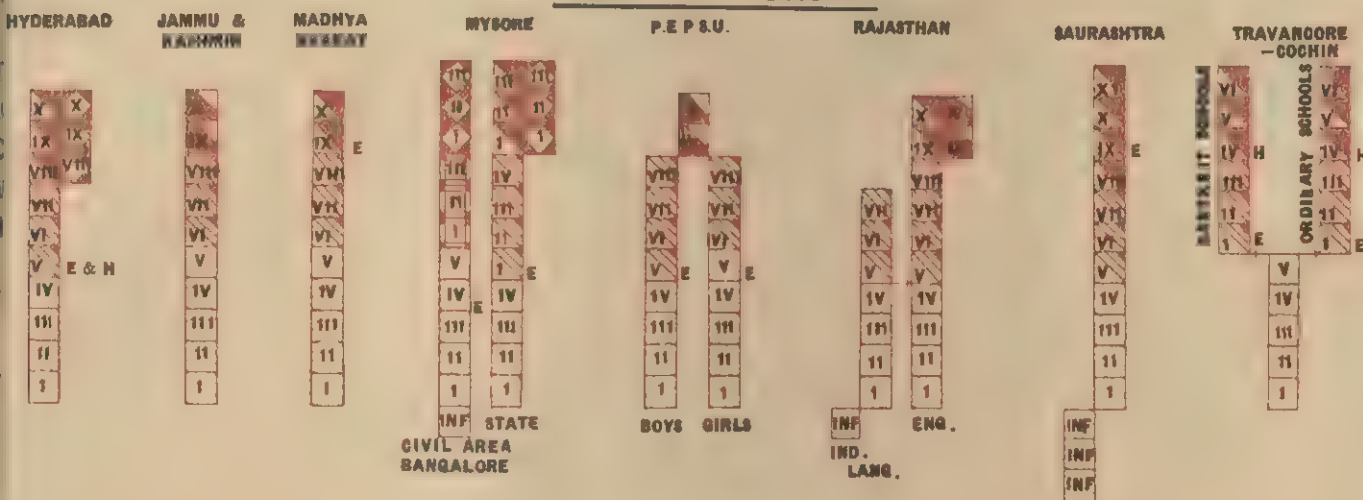 HYDERABAD
X X
IX IX
VIII VIII
VII
VI
V E & H
IV
III
II
I
JAMMU &
IX
VIII
VII
VI
V
IV
III
II
I
MADHYA
X
IX E
VIII
VII
VI
V
IV
III
II
I
MYSORE
III
II
I
III
II
I
V
IV E
III
II
I
INF
CIVIL AREA
BANGALORE
III III
II II
I I
IV
III
II
I E
IV
III
II
I
STATE
P.E P S.U.
VIII
VII
VI
V E
IV
III
II
I
BOYS
VIII
VII
VI
V E
IV
III
II
I
GIRLS
RAJASTHAN
VII
VI
V
IV
III
II
I
INF
IND.
LANG.
X
IX
VIII
VII
VI
V
IV
III
II
I
ENG.
SAURASHTRA
X
IX E
VIII
VII
VI
V
IV
III
II
I
INF
INF
INF
TRAVANCORE
-COCHIN
SCHOOLS
VI
V
IV H
III
II
I E
ORDINARY SCHOOLS
VI
V
IV H
III
II
I E
V
IV
III
II
I